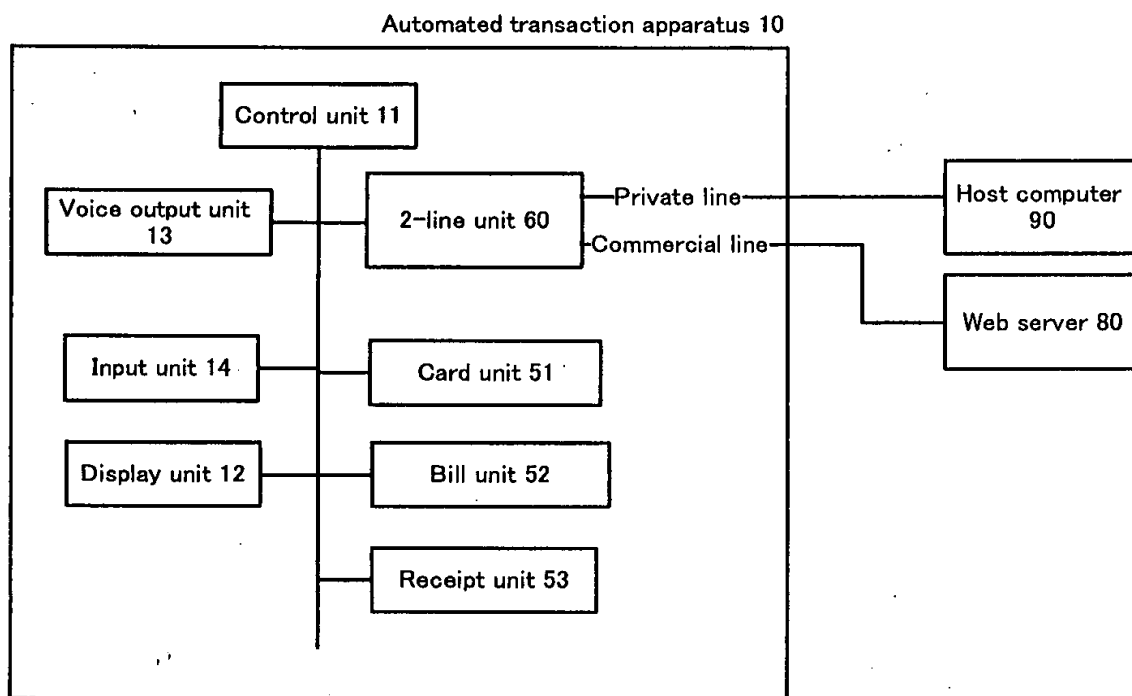 Automated transaction apparatus 10
Control unit 11
Voice output unit
13
2-line unit 60
Private line
Commercial line
Host computer
90
Web server 80
Input unit 14
Card unit 51
Display unit 12
Bill unit 52
Receipt unit 53